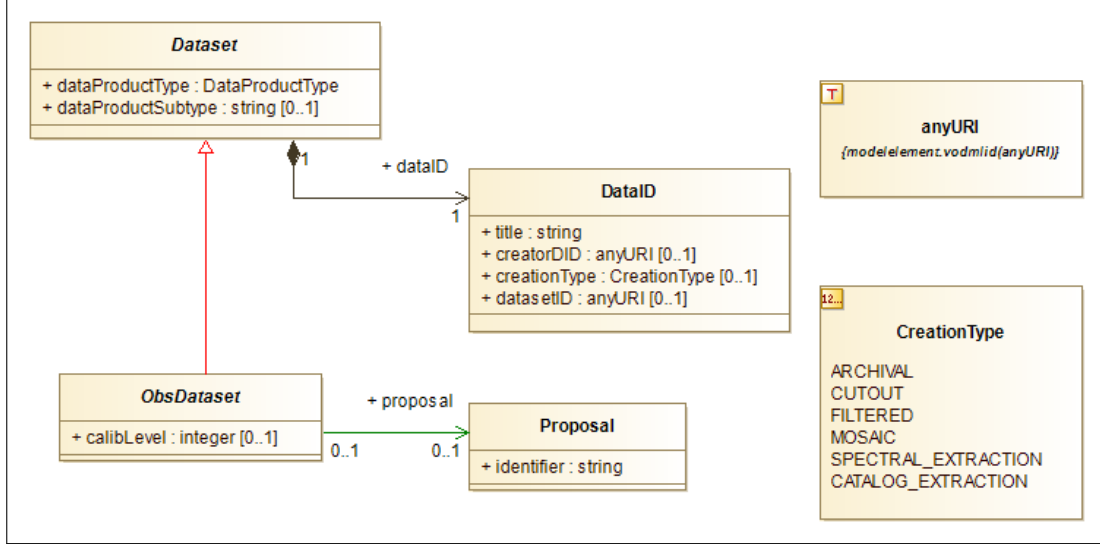 Dataset
+ dataProductType : DataProductType
+ dataProductSubtype : string [0..1]
1
+ dataID
1
DataID
+ title : string
+ creatorDID : anyURI [0..1]
+ creationType : CreationType [0..1]
+ datasetID : anyURI [0..1]
T
anyURI
{modelelement.vodmlid(anyURI)}
12...
CreationType
ARCHIVAL
CUTOUT
FILTERED
MOSAIC
SPECTRAL_EXTRACTION
CATALOG_EXTRACTION
ObsDataset
+ calibLevel : integer [0..1]
+ proposal
0..1
0..1
Proposal
+ identifier : string